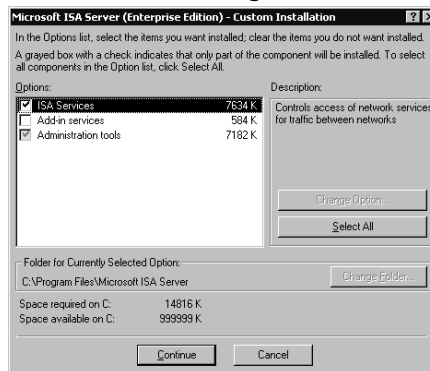 Microsoft ISA Server (Enterprise Edition) - Custom Installation
In the Options list, select the items you want installed; clear the items you do not want installed.
A grayed box with a check indicates that only part of the component will be installed. To select
all components in the Option list, click Select All.
Options:
Description:
ISA Services 7634 K
Add-in services 584 K
Administration tools 7182 K
Controls access of network services
for traffic between networks
Change Option...
Select All
Folder for Currently Selected Option:
C:\Program Files\Microsoft ISA Server
Change Folder...
Space required on C: 14816 K
Space available on C: 999999 K
Continue
Cancel